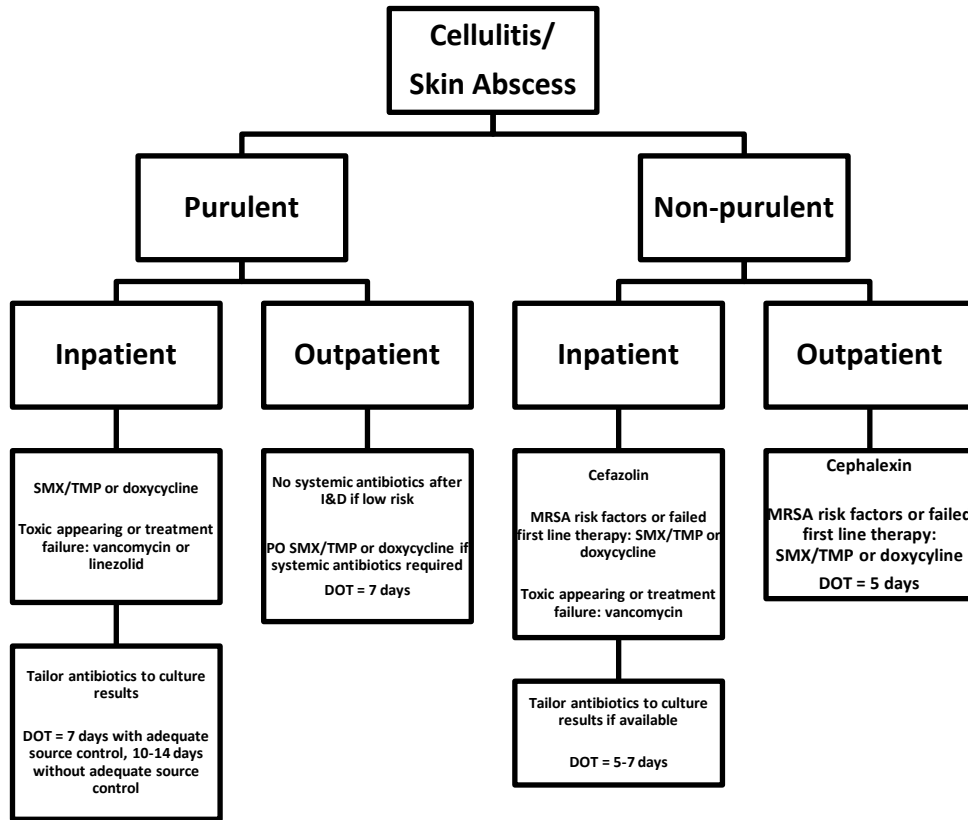 Cellulitis/
Skin Abscess
Purulent
Non-purulent
Inpatient
Outpatient
Inpatient
Outpatient
SMX/TMP or doxycycline
Toxic appearing or treatment
failure: vancomycin or
linezolid
No systemic antibiotics after
I&D if low risk
PO SMX/TMP or doxycycline if
systemic antibiotics required
DOT = 7 days
Cefazolin
MRSA risk factors or failed
first line therapy: SMX/TMP or
doxycycline
Toxic appearing or treatment
failure: vancomycin
Cephalexin
MRSA risk factors or failed
first line therapy:
SMX/TMP or doxycyline
DOT = 5 days
Tailor antibiotics to culture
results
DOT = 7 days with adequate
source control, 10-14 days
without adequate source
control
Tailor antibiotics to culture
results if available
DOT = 5-7 days